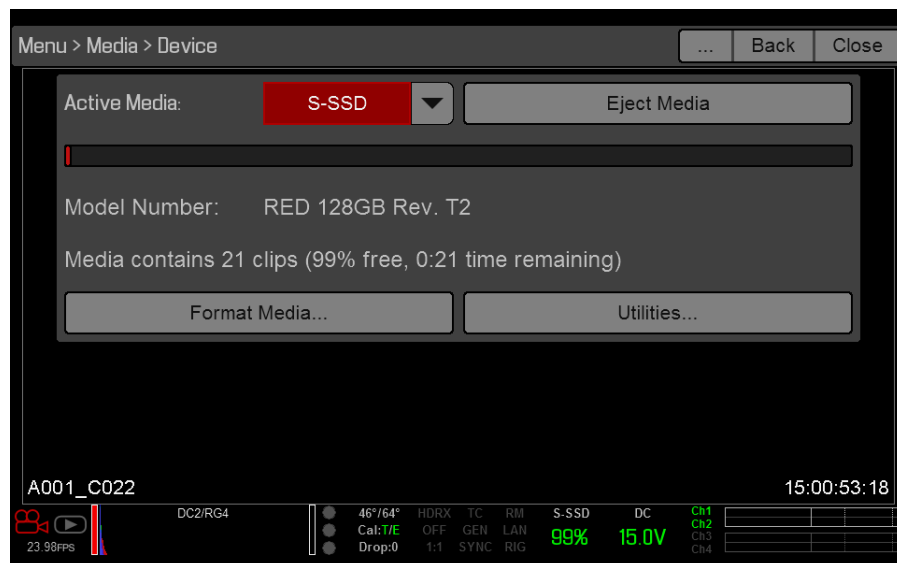 Menu > Media > Device ... Back Close
Active Media: S-SSD Eject Media
Model Number: RED 128GB Rev. T2
Media contains 21 clips (99% free, 0:21 time remaining)
Format Media... Utilities...
A001_C022 15:00:53:18
DC2/RG4 46°/64° HDRX TC RM S-SSD DC Ch1
Cal:T/E OFF GEN LAN 99% 15.0V Ch2
23.98FPS Drop:0 1:1 SYNC RIG Ch3
Ch4